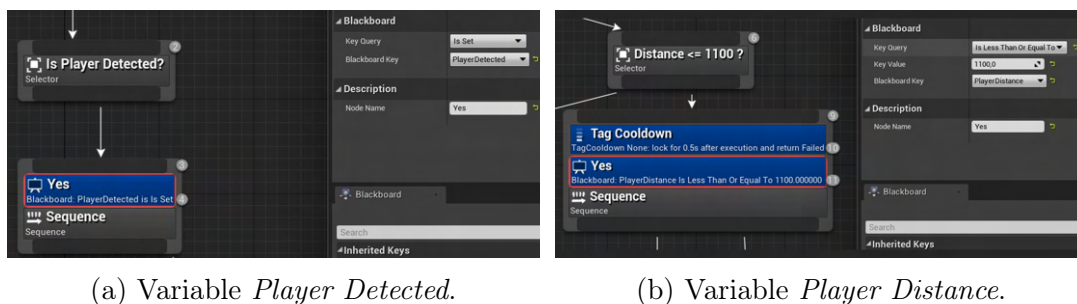 2
Is Player Detected?
Selector
3
Yes
Blackboard: PlayerDetected is Is Set
4
Sequence
Sequence
Blackboard
Key Query
Is Set
Blackboard Key
PlayerDetected
Description
Node Name
Yes
Blackboard
Search
Inherited Keys
(a) Variable Player Detected.
Distance <= 1100 ?
Selector
9
Tag Cooldown
TagCooldown None: lock for 0.5s after execution and return Failed
10
Yes
Blackboard: PlayerDistance Is Less Than Or Equal To 1100.000000
11
Sequence
Sequence
Blackboard
Key Query
Is Less Than Or Equal To
Key Value
1100,0
Blackboard Key
PlayerDistance
Description
Node Name
Yes
Blackboard
Search
Inherited Keys
(b) Variable Player Distance.